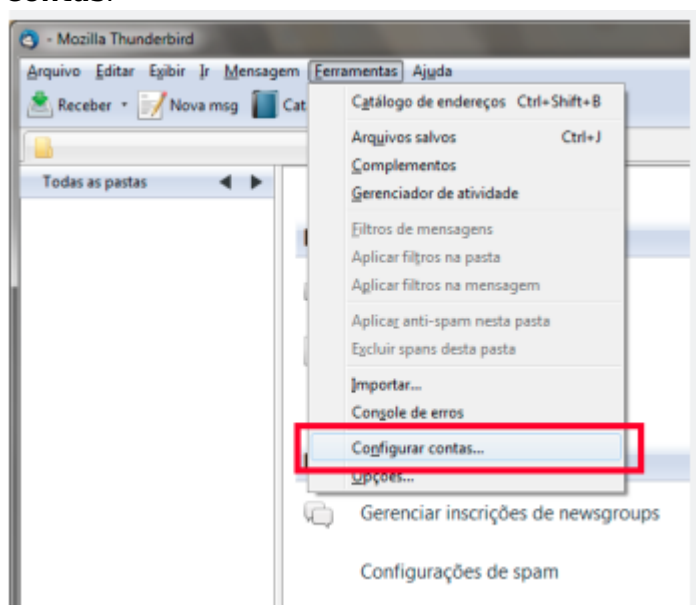 contas.
- Mozilla Thunderbird
Arquivo Editar Exibir Ir Mensagem Ferramentas Ajuda
Receber Nova msg Cat
Catálogo de endereços Ctrl+Shift+B
Arquivos salvos Ctrl+J
Complementos
Gerenciador de atividade
Todas as pastas
Filtros de mensagens
Aplicar filtros na pasta
Aplicar filtros na mensagem
Aplicar anti-spam nesta pasta
Excluir spans desta pasta
Importar...
Console de erros
Configurar contas...
Opções...
Gerenciar inscrições de newsgroups
Configurações de spam